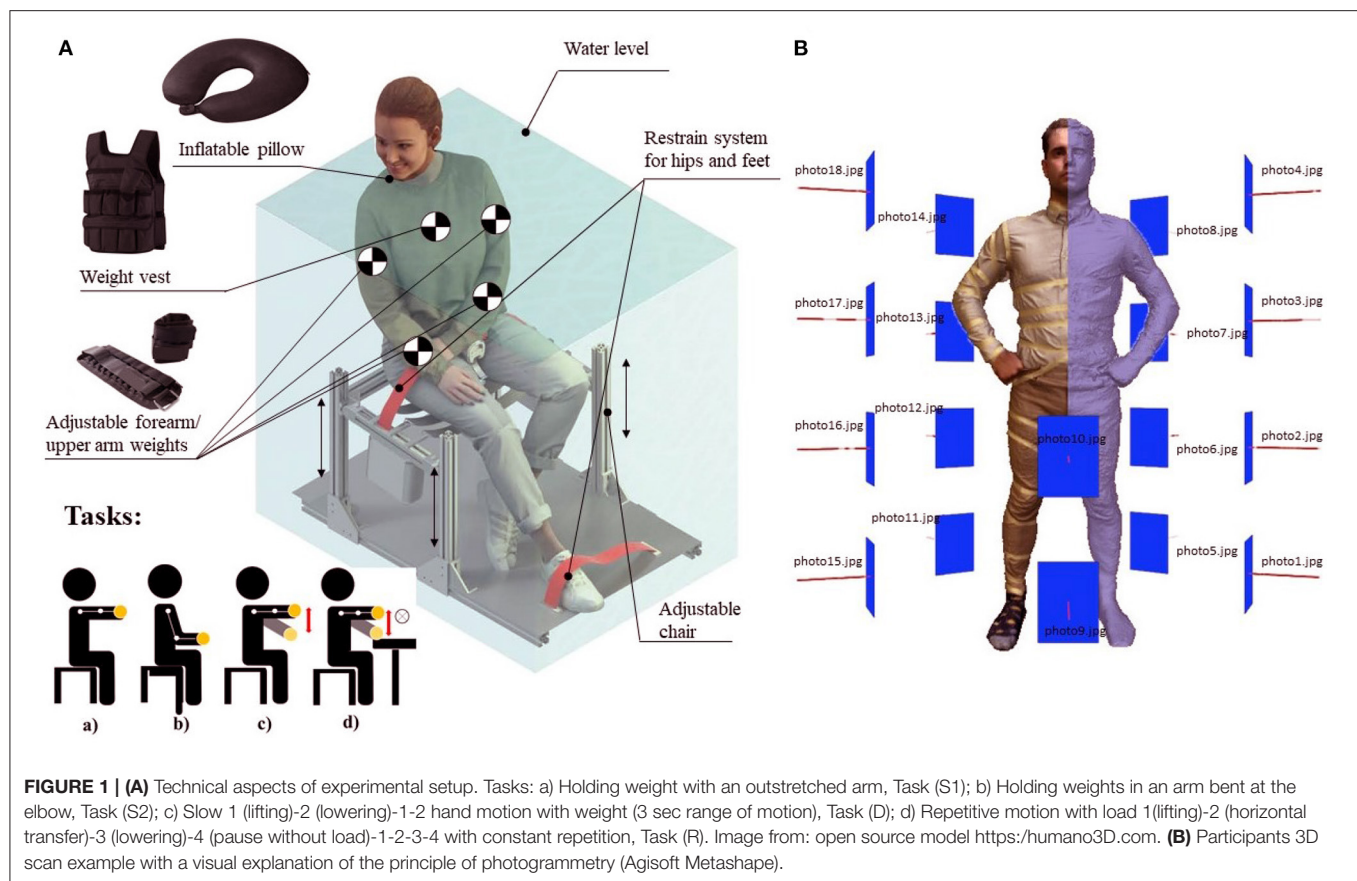 A
Water level
Inflatable pillow
Restrain system
for hips and feet
Weight vest
Adjustable forearm/
upper arm weights
Adjustable
chair
Tasks:
a)
b)
c)
d)
B
photo18.jpg
photo4.jpg
photo14.jpg
photo8.jpg
photo17.jpg
photo3.jpg
photo13.jpg
photo7.jpg
photo12.jpg
photo10.jpg
photo16.jpg
photo2.jpg
photo6.jpg
photo11.jpg
photo5.jpg
photo15.jpg
photo1.jpg
photo9.jpg
FIGURE 1 | (A) Technical aspects of experimental setup. Tasks: a) Holding weight with an outstretched arm, Task (S1); b) Holding weights in an arm bent at the
elbow, Task (S2); c) Slow 1 (lifting)-2 (lowering)-1-2 hand motion with weight (3 sec range of motion), Task (D); d) Repetitive motion with load 1(lifting)-2 (horizontal
transfer)-3 (lowering)-4 (pause without load)-1-2-3-4 with constant repetition, Task (R). Image from: open source model https:/humano3D.com. (B) Participants 3D
scan example with a visual explanation of the principle of photogrammetry (Agisoft Metashape).